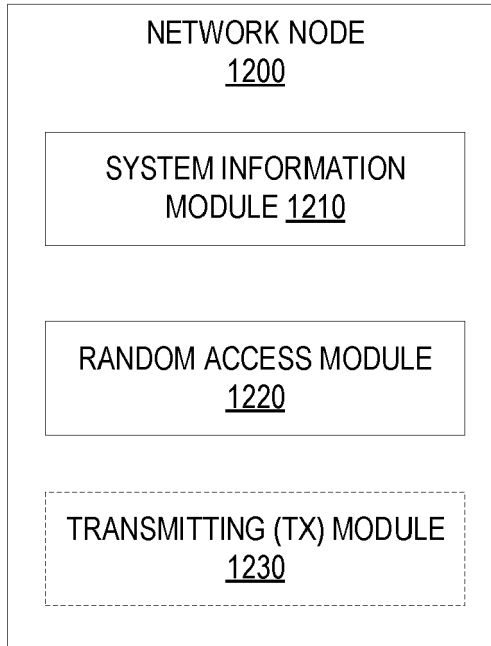 NETWORK NODE
1200
SYSTEM INFORMATION
MODULE 1210
RANDOM ACCESS MODULE
1220
TRANSMITTING (TX) MODULE
1230